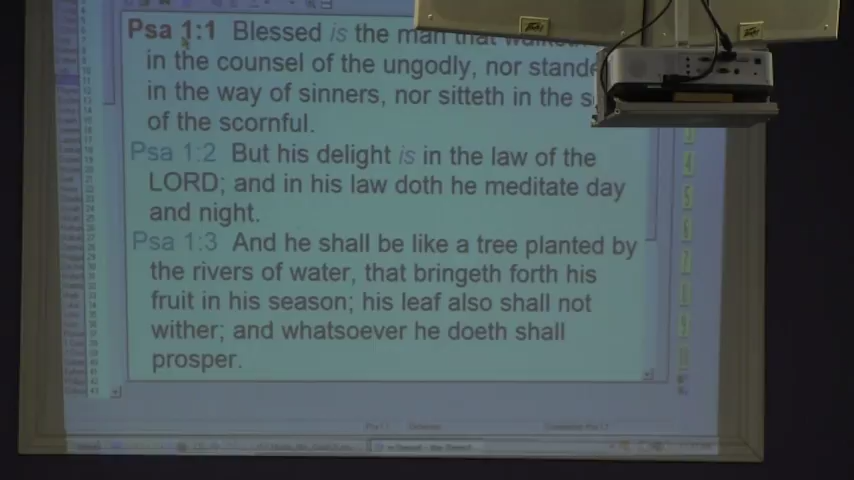 Psa 1:1 Blessed is the man that
in the counsel of the ungodly, nor
in the way of sinners, nor sitteth in the
of the scornful.
Psa 1:2 But his delight is in the law of the
LORD; and in his law doth he meditate day
and night.
Psa 1:3 And he shall be like a tree planted by
the rivers of water, that bringeth forth his
fruit in his season; his leaf also shall not
wither; and whatsoever he doeth shall
prosper.